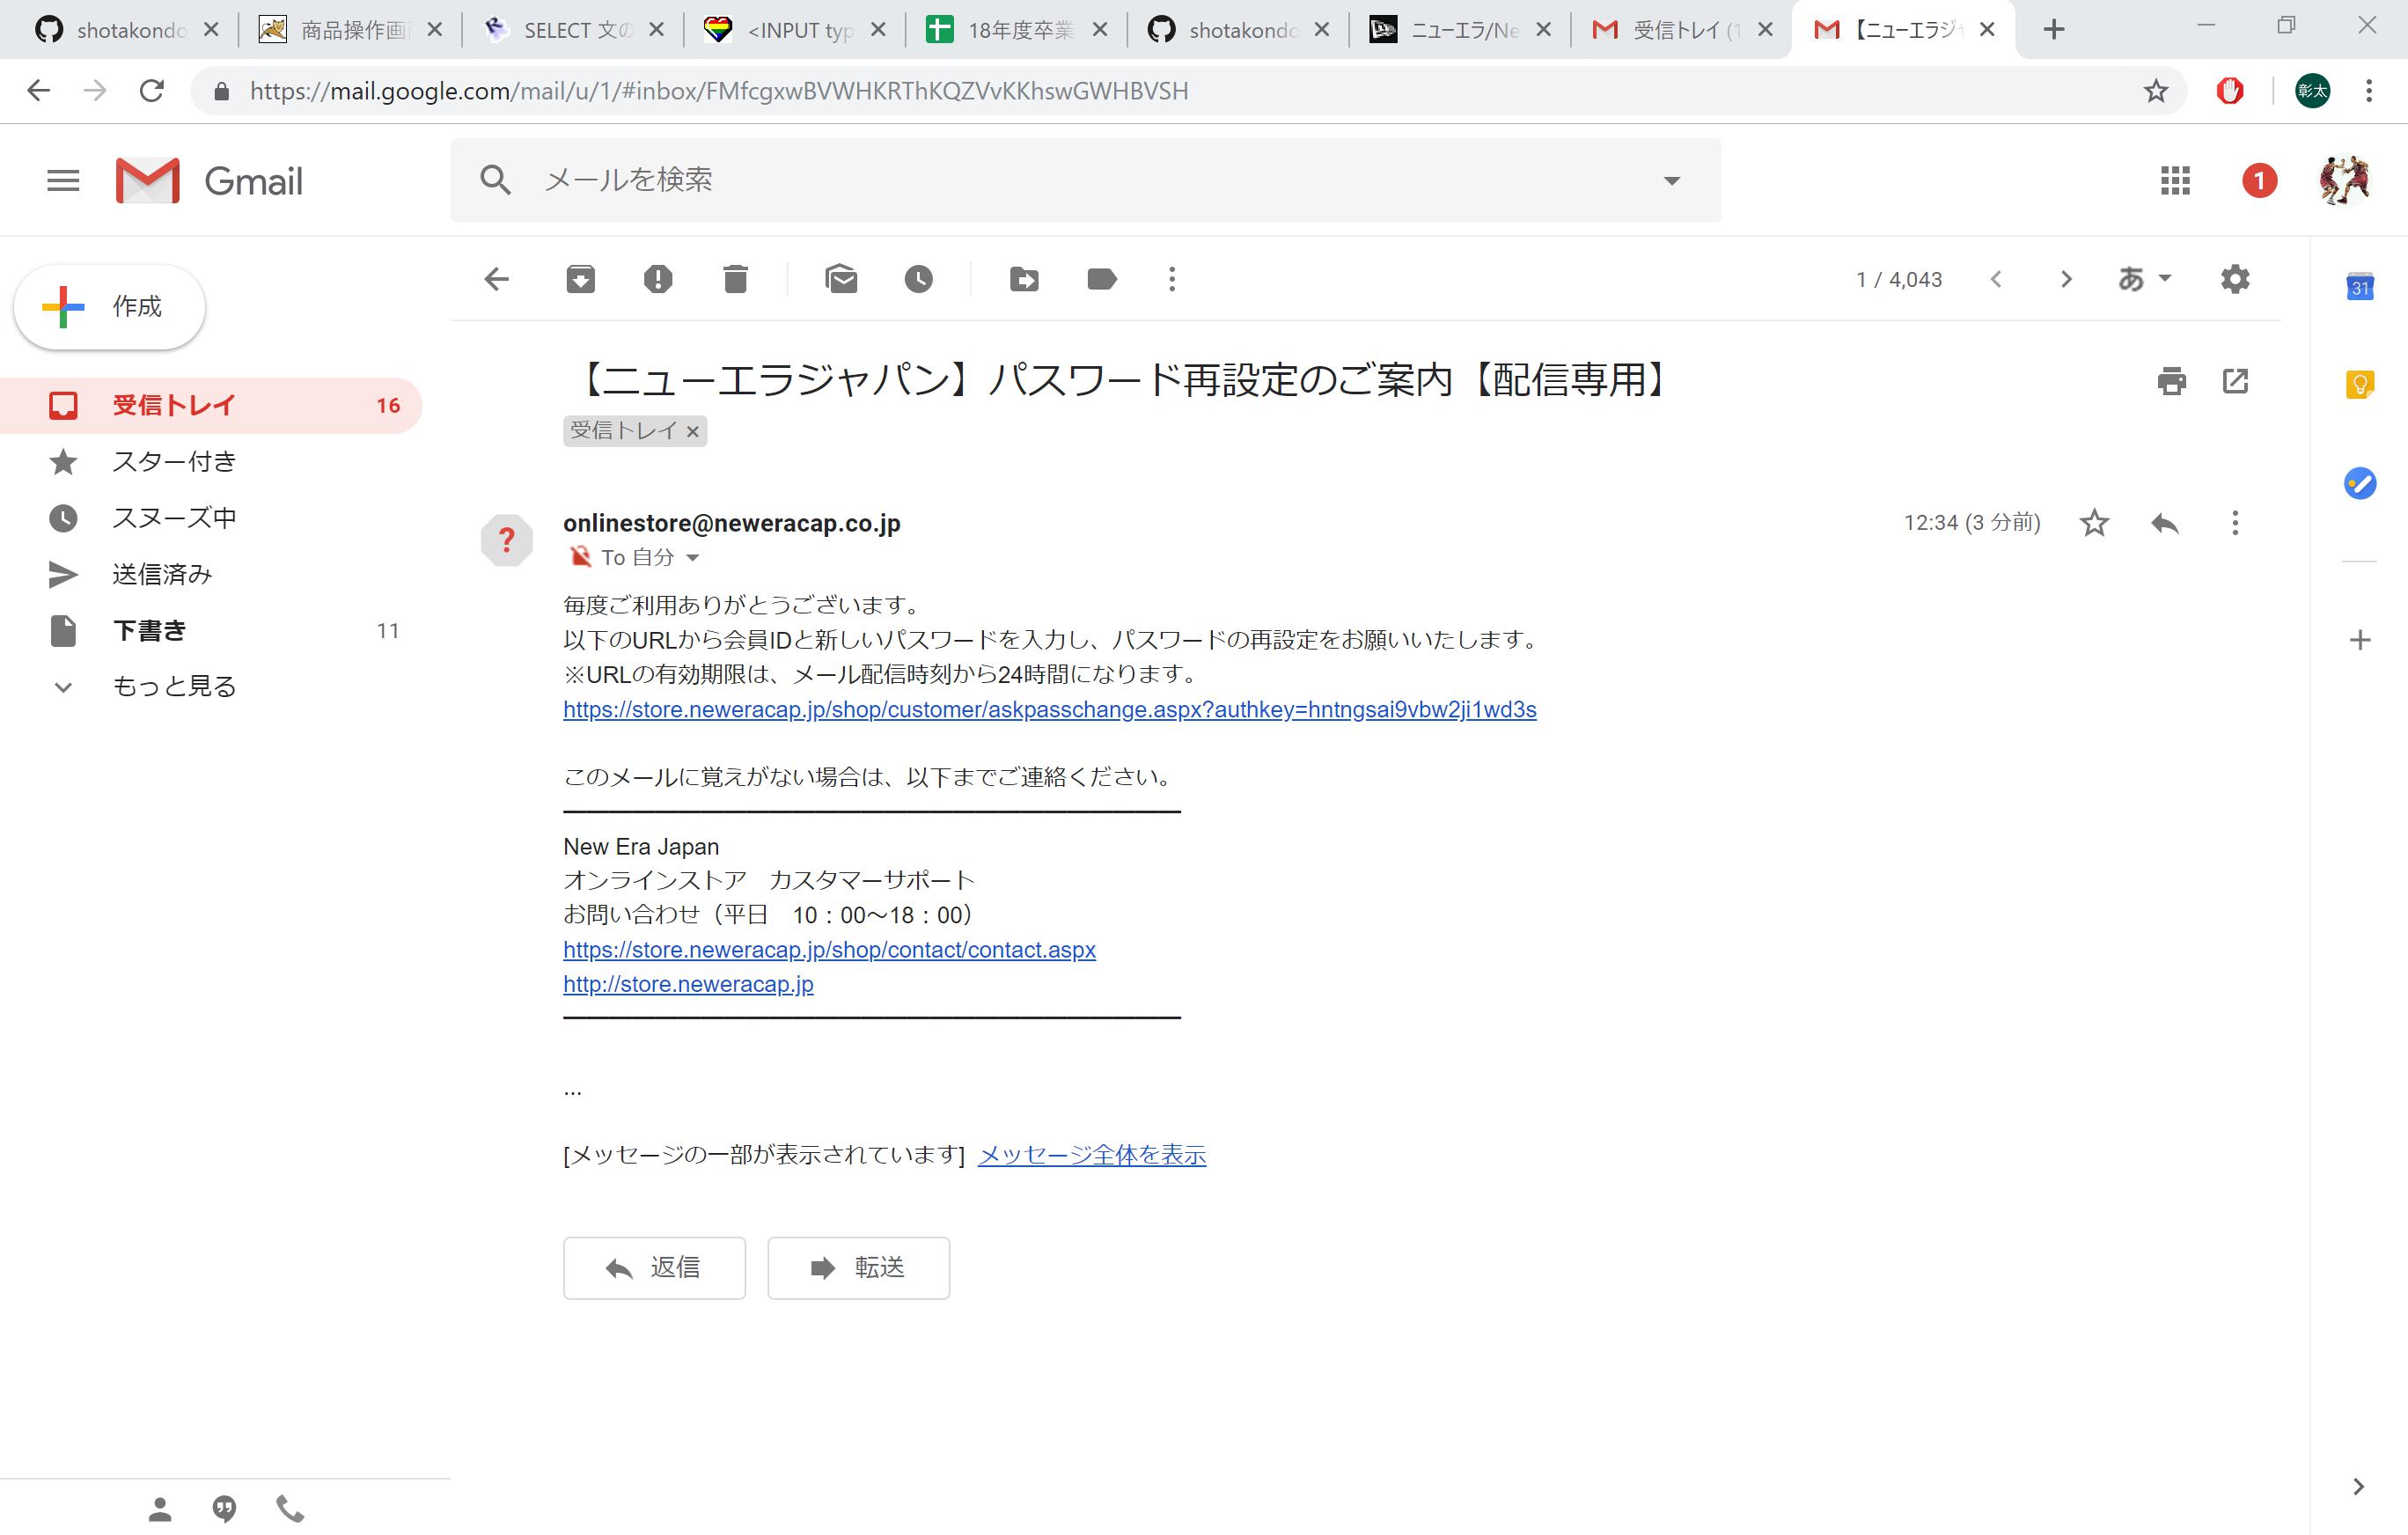 shotakondo
商品操作画
SELECT 文の
<INPUT typ
18年度卒業
shotakondo
ニューエラ/Ne
受信トレイ (1
【ニューエラジャ
https://mail.google.com/mail/u/1/#inbox/FMfcgxwBVWHKRThKQZVvKKhswGWHBVSH
彰太
Gmail
メールを検索
1
作成
1 / 4,043
あ
31
受信トレイ 16
スター付き
スヌーズ中
送信済み
下書き 11
もっと見る
【ニューエラジャパン】パスワード再設定のご案内【配信専用】
受信トレイ
onlinestore@neweracap.co.jp
12:34 (3 分前)
?
To 自分
毎度ご利用ありがとうございます。
以下のURLから会員IDと新しいパスワードを入力し、パスワードの再設定をお願いいたします。
※URLの有効期限は、メール配信時刻から24時間になります。
https://store.neweracap.jp/shop/customer/askpasschange.aspx?authkey=hntngsai9vbw2ji1wd3s
このメールに覚えがない場合は、以下までご連絡ください。
New Era Japan
オンラインストア　カスタマーサポート
お問い合わせ（平日　10：00～18：00）
https://store.neweracap.jp/shop/contact/contact.aspx
http://store.neweracap.jp
...
[メッセージの一部が表示されています] メッセージ全体を表示
返信
転送